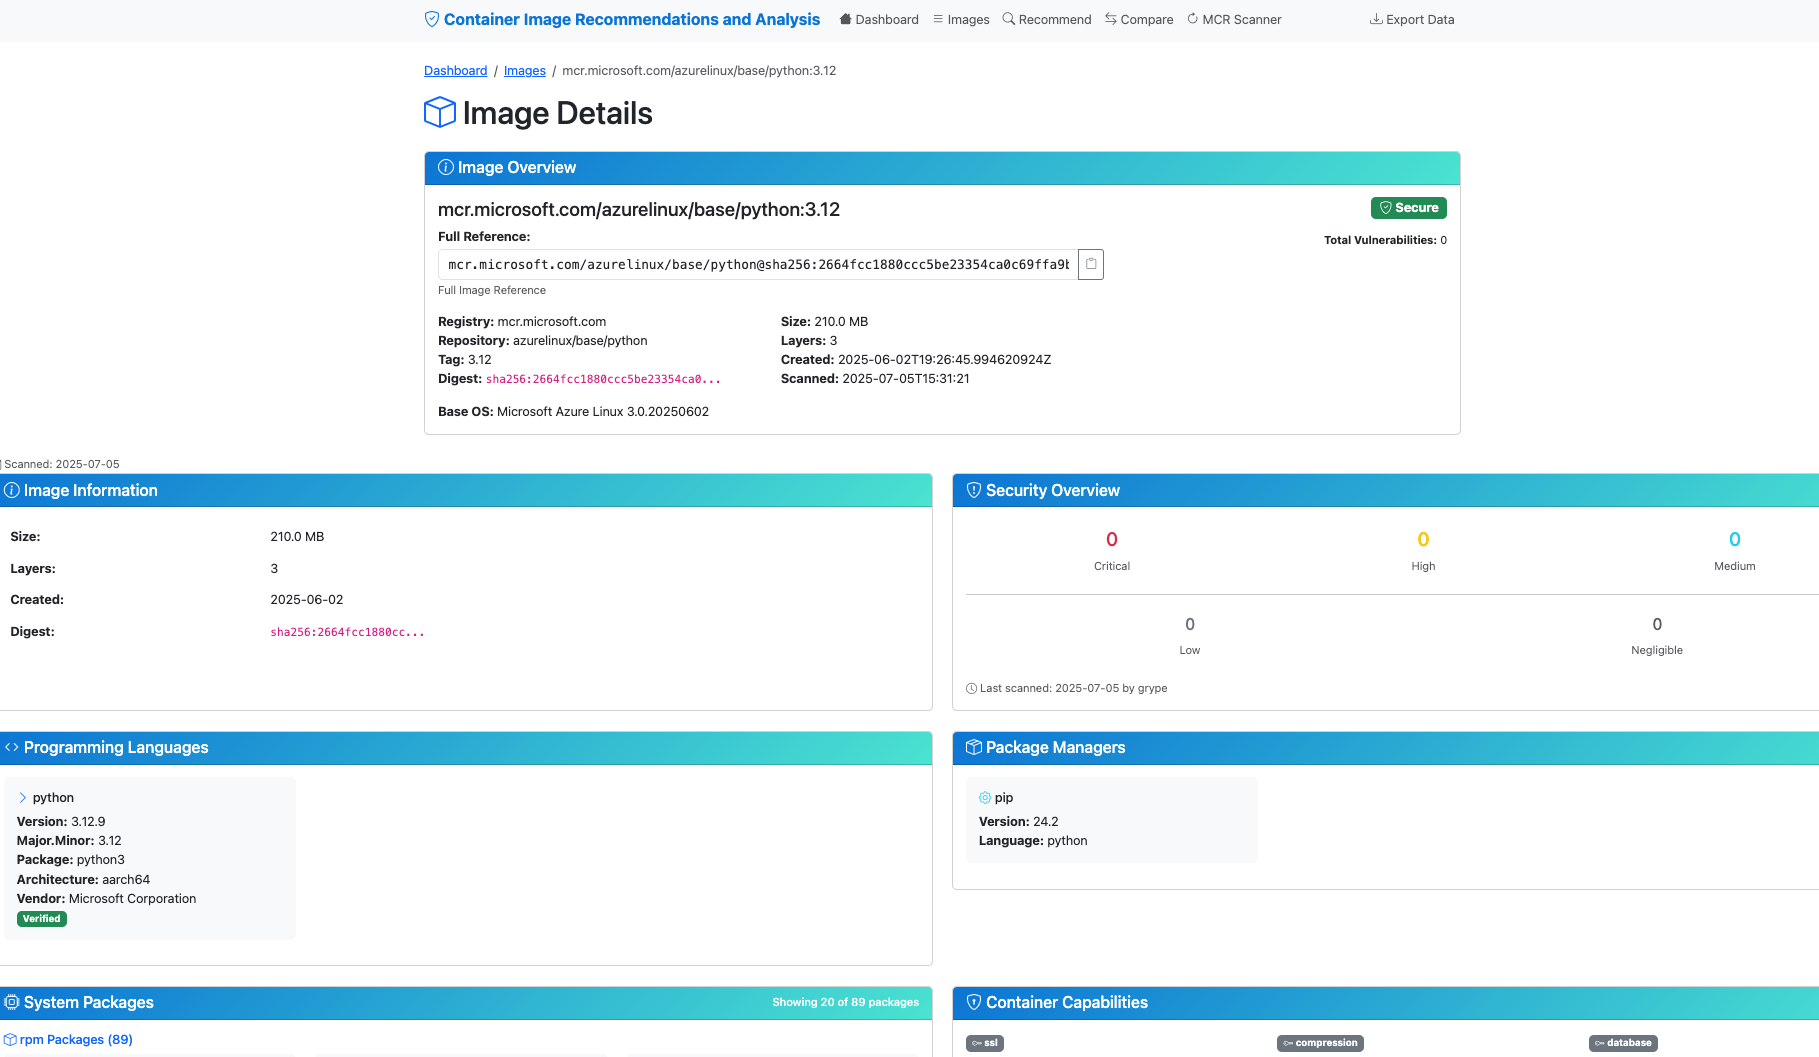 Container Image Recommendations and Analysis Dashboard Images Recommend Compare MCR Scanner Export Data
Dashboard / Images / mcr.microsoft.com/azurelinux/base/python:3.12
Image Details
Image Overview
mcr.microsoft.com/azurelinux/base/python:3.12
Secure
Full Reference:
Total Vulnerabilities: 0
mcr.microsoft.com/azurelinux/base/python@sha256:2664fcc1880ccc5be23354ca0c69ffa9b
Full Image Reference
Registry: mcr.microsoft.com
Repository: azurelinux/base/python
Tag: 3.12
Digest: sha256:2664fcc1880ccc5be23354ca0...
Size: 210.0 MB
Layers: 3
Created: 2025-06-02T19:26:45.994620924Z
Scanned: 2025-07-05T15:31:21
Base OS: Microsoft Azure Linux 3.0.20250602
Scanned: 2025-07-05
Image Information
Size: 210.0 MB
Layers: 3
Created: 2025-06-02
Digest: sha256:2664fcc1880cc...
Security Overview
0 0 0
Critical High Medium
0 0
Low Negligible
Last scanned: 2025-07-05 by grype
Programming Languages
python
Version: 3.12.9
Major.Minor: 3.12
Package: python3
Architecture: aarch64
Vendor: Microsoft Corporation
Verified
Package Managers
pip
Version: 24.2
Language: python
System Packages Showing 20 of 89 packages
rpm Packages (89)
Container Capabilities
ssl compression database